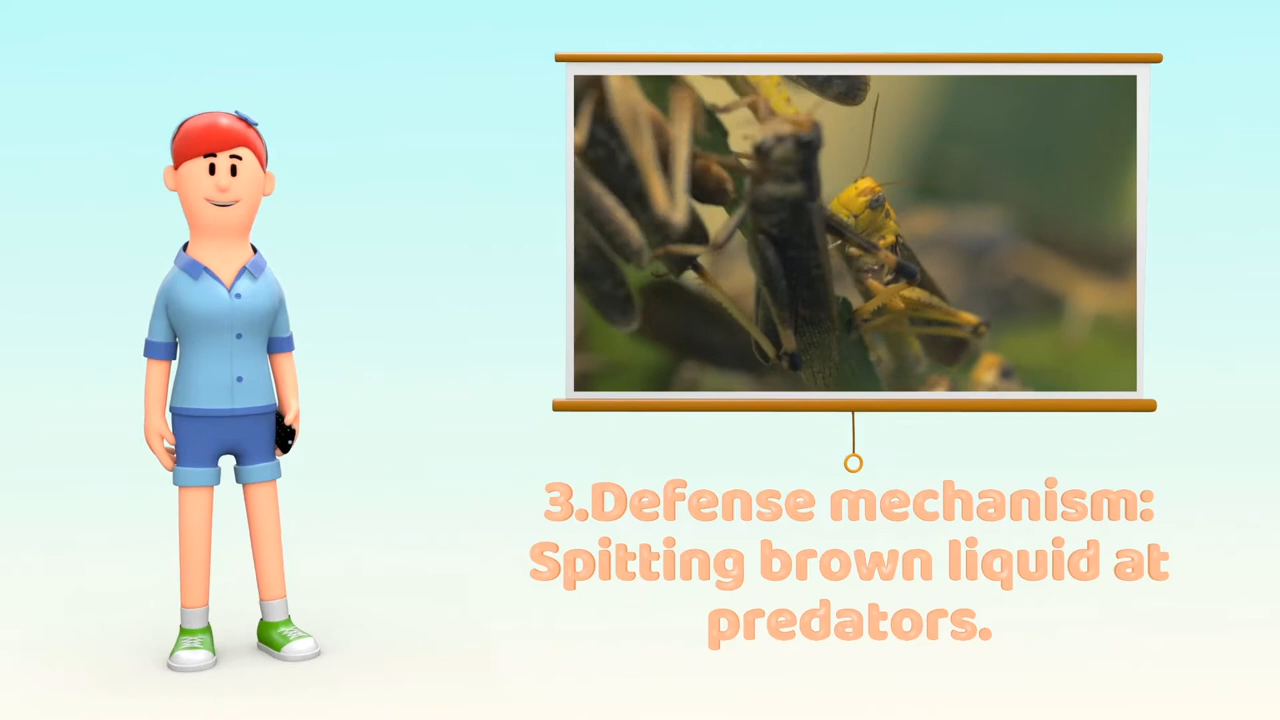 3.Defense mechanism:
Spitting brown liquid at
predators.